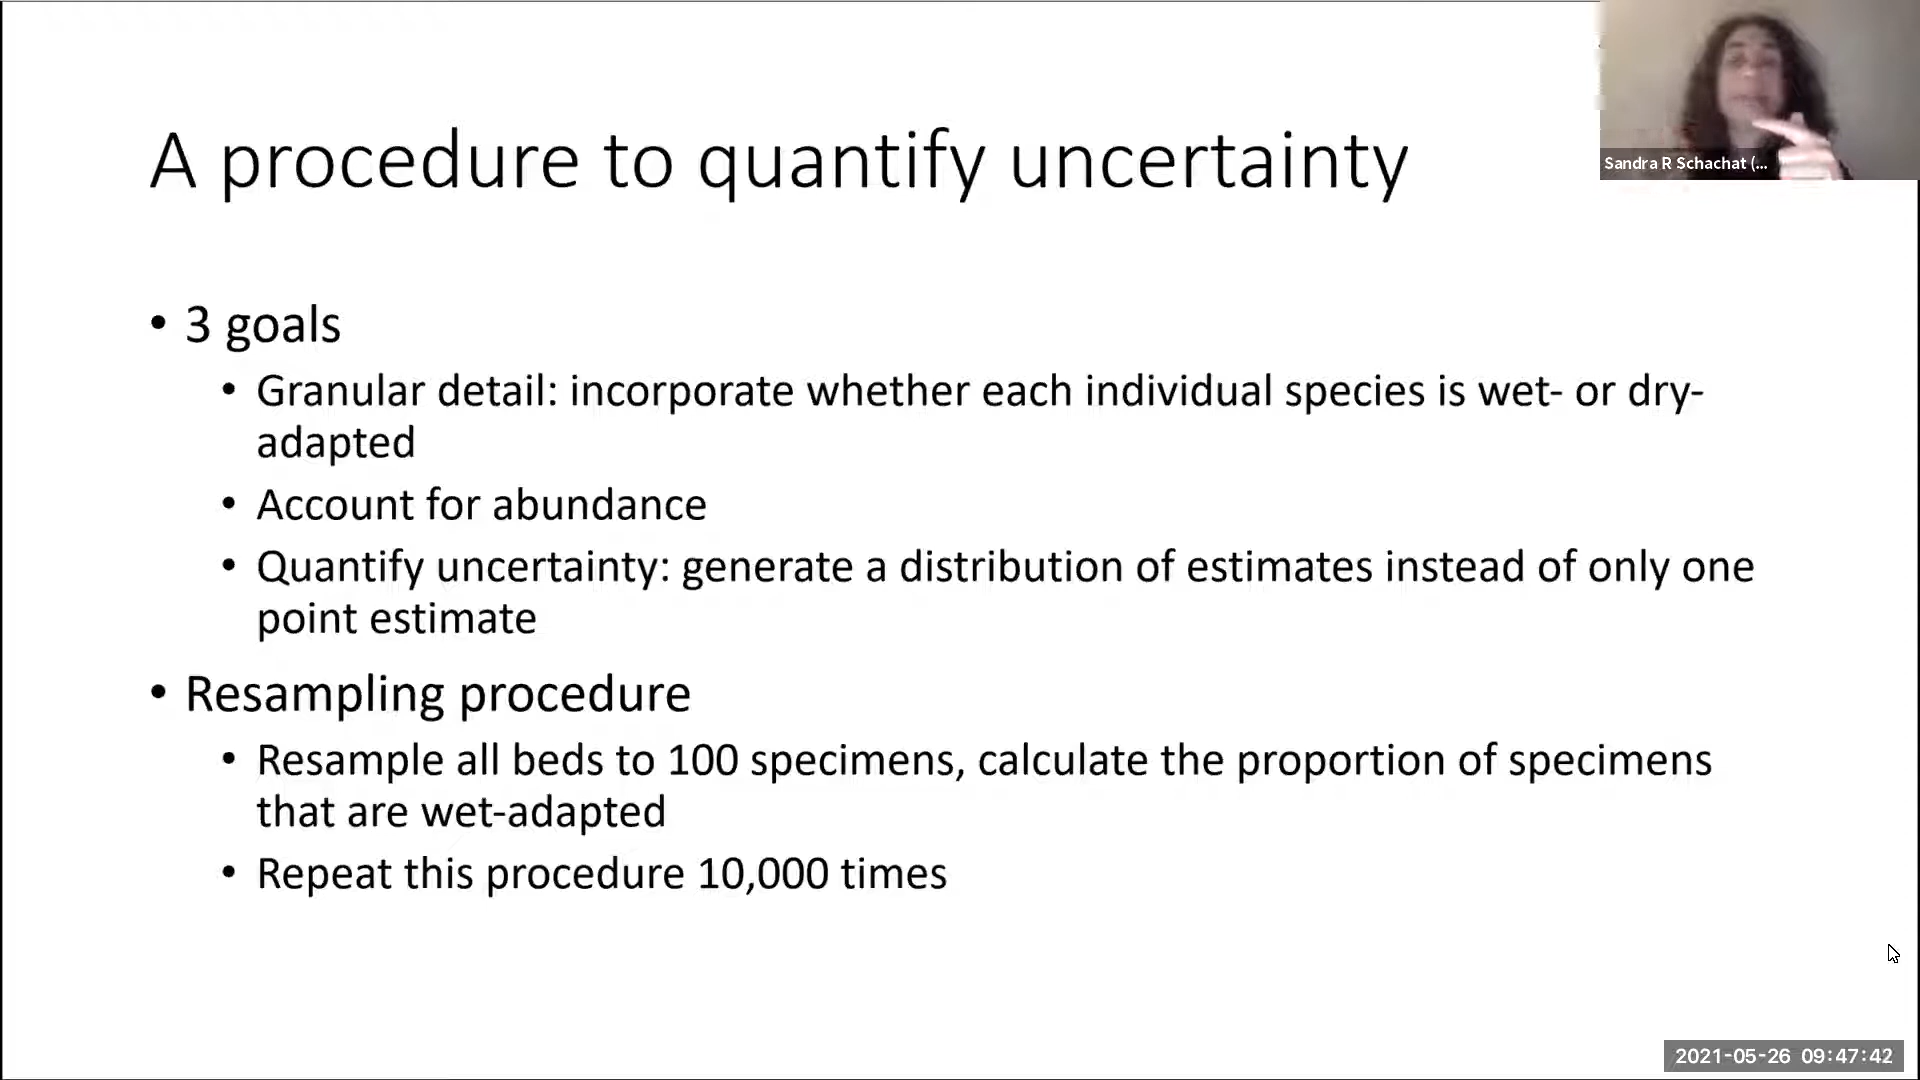 A procedure to quantify uncertainty
Sandra R Schachat (...
• 3 goals
• Granular detail: incorporate whether each individual species is wet- or dry-
adapted
• Account for abundance
• Quantify uncertainty: generate a distribution of estimates instead of only one
point estimate
• Resampling procedure
• Resample all beds to 100 specimens, calculate the proportion of specimens
that are wet-adapted
• Repeat this procedure 10,000 times
2021-05-26 09:47:42